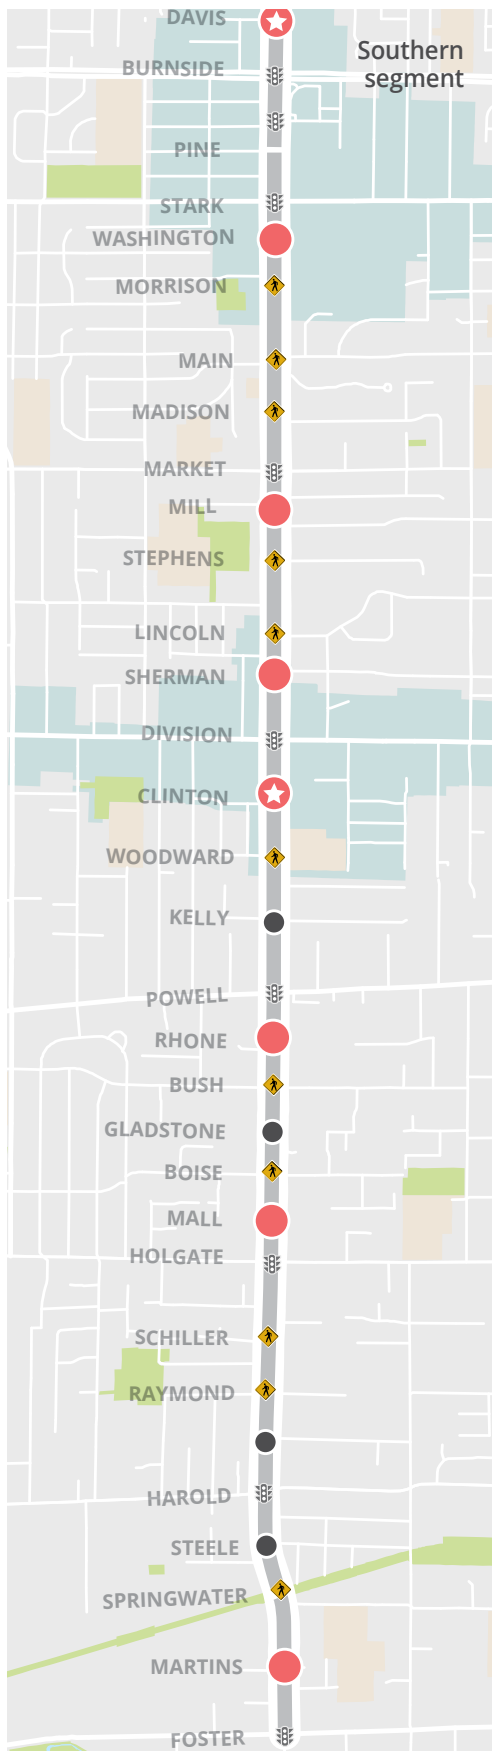 DAVIS
Southern
segment
BURNSIDE
PINE
STARK
WASHINGTON
MORRISON
MAIN
MADISON
MARKET
MILL
STEPHENS
LINCOLN
SHERMAN
DIVISION
CLINTON
WOODWARD
KELLY
POWELL
RHONE
BUSH
GLADSTONE
BOISE
MALL
HOLGATE
SCHILLER
RAYMOND
HAROLD
STEELE
SPRINGWATER
MARTINS
FOSTER